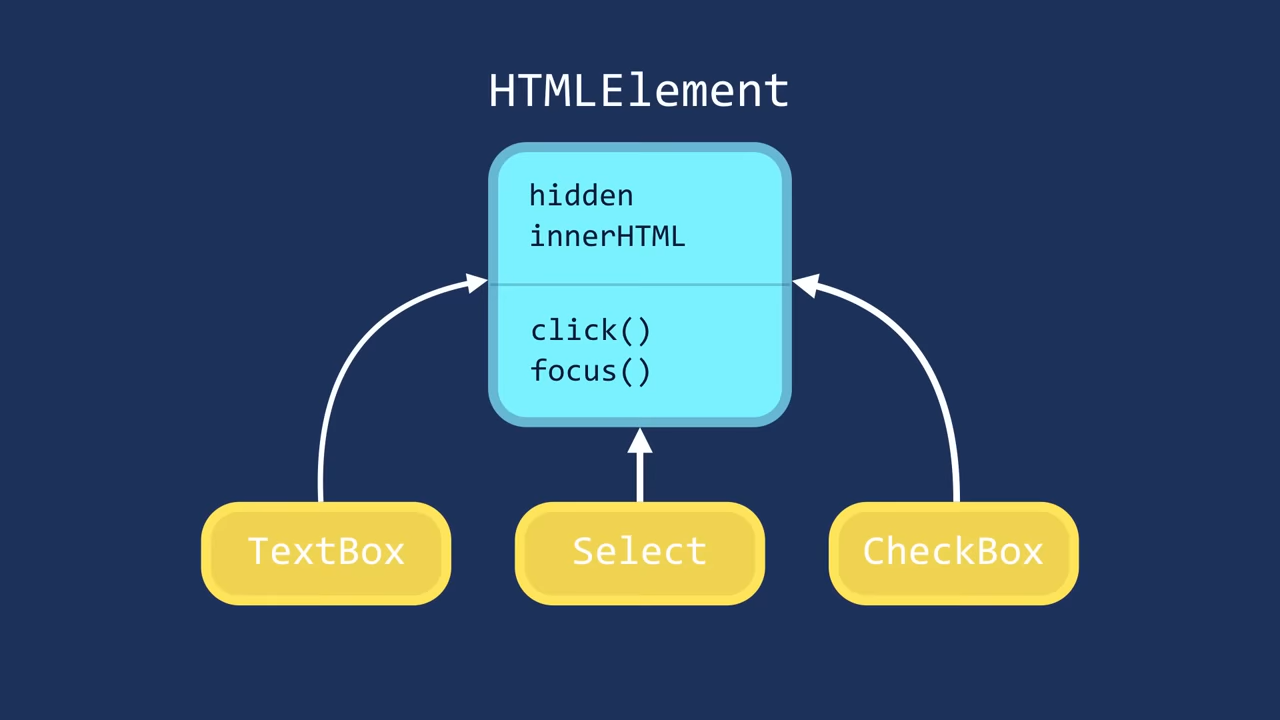 HTMLElement
hidden
innerHTML
click()
focus()
TextBox
Select
CheckBox